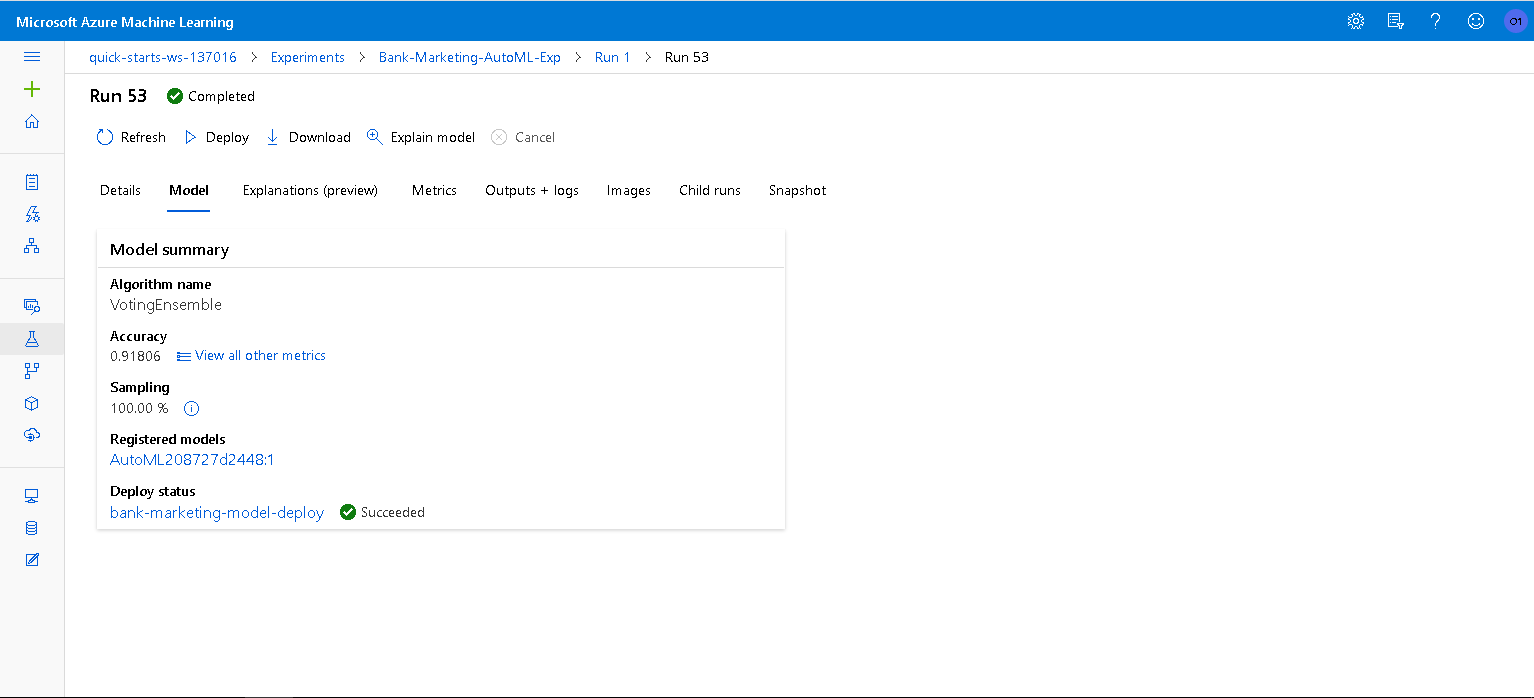 Microsoft Azure Machine Learning
01
quick-starts-ws-137016 > Experiments > Bank-Marketing-AutoML-Exp > Run 1 > Run 53
Run 53 Completed
Refresh Deploy Download Explain model Cancel
Details Model Explanations (preview) Metrics Outputs + logs Images Child runs Snapshot
Model summary
Algorithm name
VotingEnsemble
Accuracy
0.91806 View all other metrics
Sampling
100.00 %
Registered models
AutoML208727d2448:1
Deploy status
bank-marketing-model-deploy Succeeded